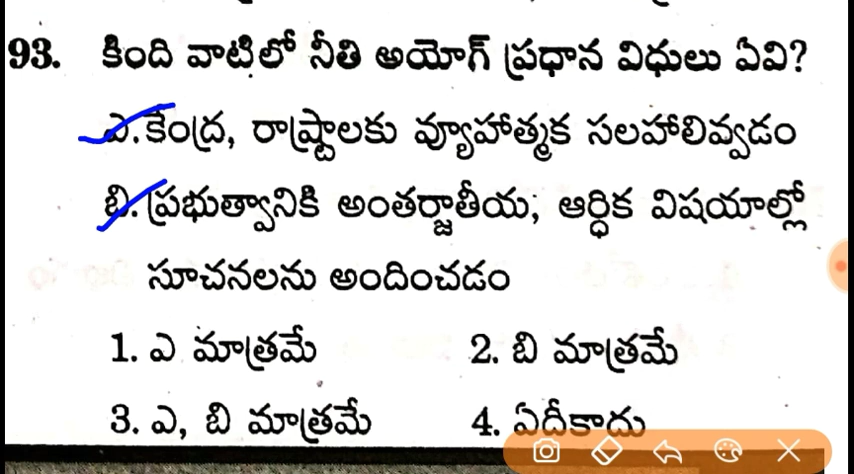 93. కింది వాటిలో నీతి అయోగ్ ప్రధాన విధులు ఏవి?
ఎ. కేంద్ర, రాష్ట్రాలకు వ్యూహాత్మక సలహాలివ్వడం
బి. ప్రభుత్వానికి అంతర్జాతీయ; ఆర్థిక విషయాల్లో
సూచనలను అందించడం
1. ఎ మాత్రమే 2. బి మాత్రమే
3. ఎ, బి మాత్రమే 4. ఏదీకాదు